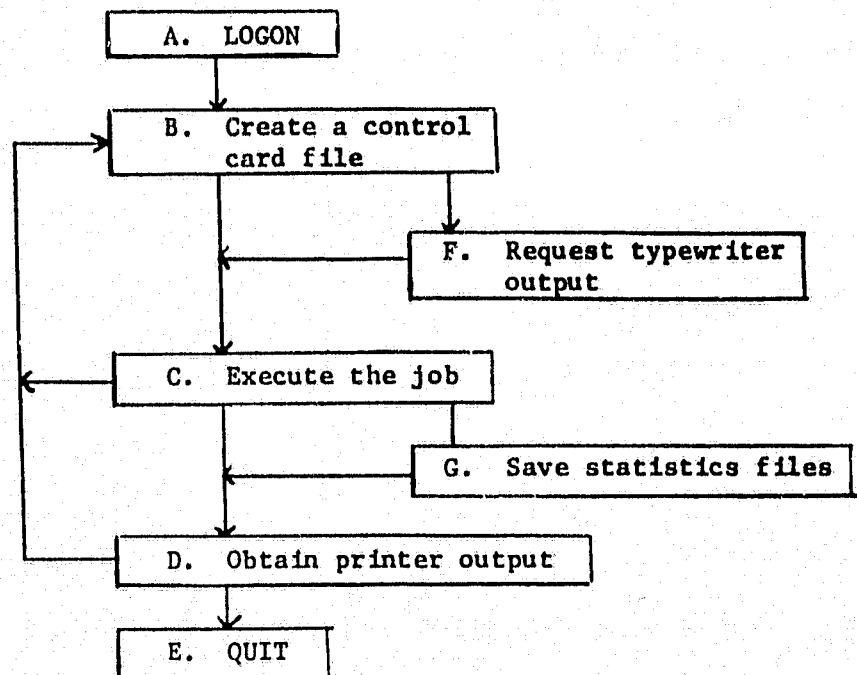 A. LOGON
B. Create a control
card file
F. Request typewriter
output
C. Execute the job
G. Save statistics files
D. Obtain printer output
E. QUIT